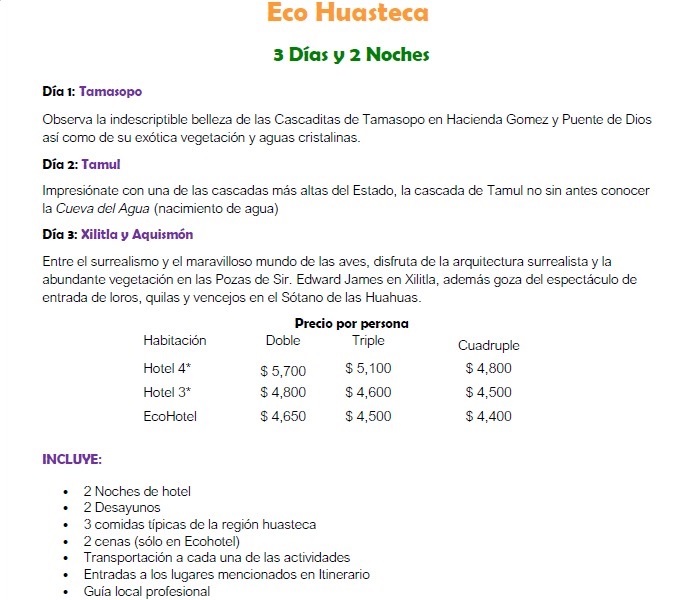 Eco Huasteca
3 Días y 2 Noches
Día 1: Tamasopo
Observa la indescriptible belleza de las Cascaditas de Tamasopo en Hacienda Gomez y Puente de Dios
así como de su exótica vegetación y aguas cristalinas.
Día 2: Tamul
Impresiónate con una de las cascadas más altas del Estado, la cascada de Tamul no sin antes conocer
la Cueva del Agua (nacimiento de agua)
Día 3: Xilitla y Aquismón
Entre el surrealismo y el maravilloso mundo de las aves, disfruta de la arquitectura surrealista y la
abundante vegetación en las Pozas de Sir. Edward James en Xilitla, además goza del espectáculo de
entrada de loros, quilas y vencejos en el Sótano de las Huahuas.
Precio por persona
Habitación Doble Triple Cuadruple
Hotel 4* $ 5,700 $ 5,100 $ 4,800
Hotel 3* $ 4,800 $ 4,600 $ 4,500
EcoHotel $ 4,650 $ 4,500 $ 4,400
INCLUYE:
• 2 Noches de hotel
• 2 Desayunos
• 3 comidas típicas de la región huasteca
• 2 cenas (sólo en Ecohotel)
• Transportación a cada una de las actividades
• Entradas a los lugares mencionados en Itinerario
• Guía local profesional